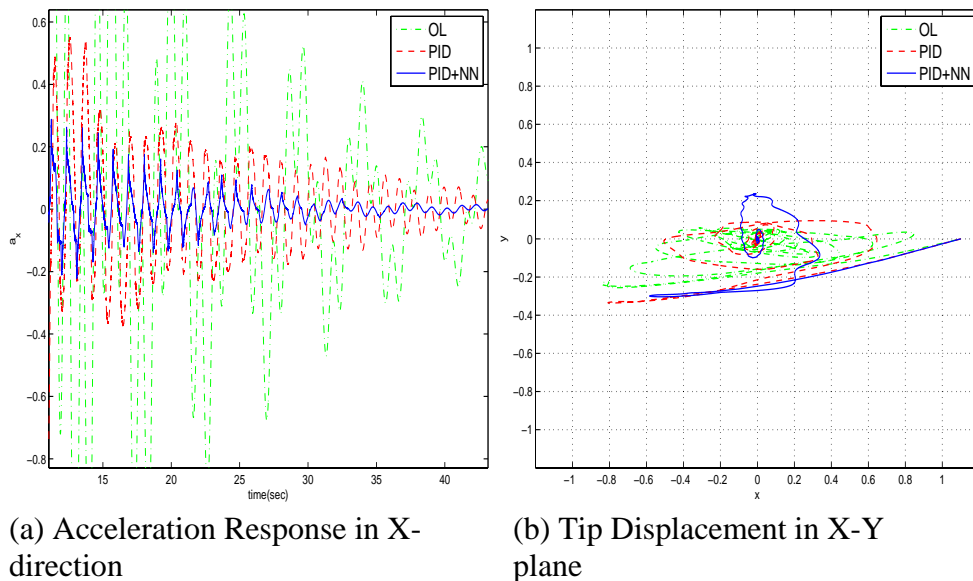 0.6
0.4
0.2
0
−0.2
−0.4
−0.6
−0.8
a_x
15 20 25 30 35 40
time(sec)
OL
PID
PID+NN
1
0.8
0.6
0.4
0.2
0
−0.2
−0.4
−0.6
−0.8
−1
y
−1 −0.8 −0.6 −0.4 −0.2 0 0.2 0.4 0.6 0.8 1
x
OL
PID
PID+NN
(a) Acceleration Response in X-
direction
(b) Tip Displacement in X-Y
plane